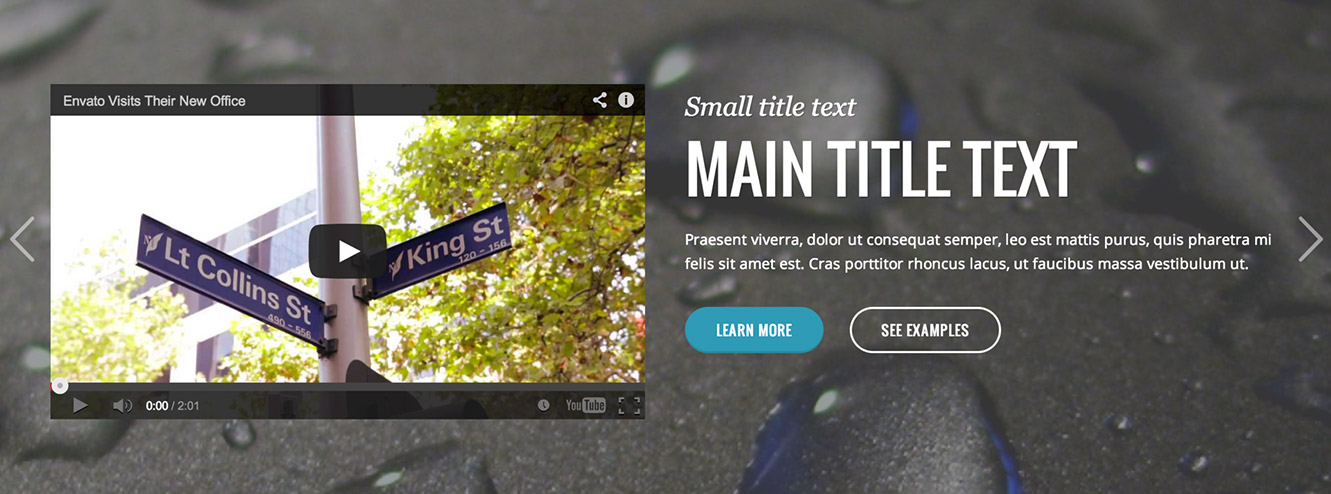 Envato Visits Their New Office
Lt Collins St
490 - 556
King St
120 - 156
0:00 / 2:01
YouTube
Small title text
MAIN TITLE TEXT
Praesent viverra, dolor ut consequat semper, leo est mattis purus, quis pharetra mi
felis sit amet est. Cras porttitor rhoncus lacus, ut faucibus massa vestibulum ut.
LEARN MORE
SEE EXAMPLES